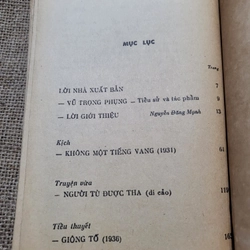 MỤC LỤC
Trang
LỜI NHÀ XUẤT BẢN 7
— VŨ TRỌNG PHỤNG — Tiểu sử và tác phẩm 9
— LỜI GIỚI THIỆU Nguyễn Đăng Mạnh 13
Kịch
— KHÔNG MỘT TIẾNG VANG (1931) 61
Truyện vừa
— NGƯỜI TÙ ĐƯỢC THA (di cảo) 119
Tiểu thuyết
— GIÔNG TỐ (1936)